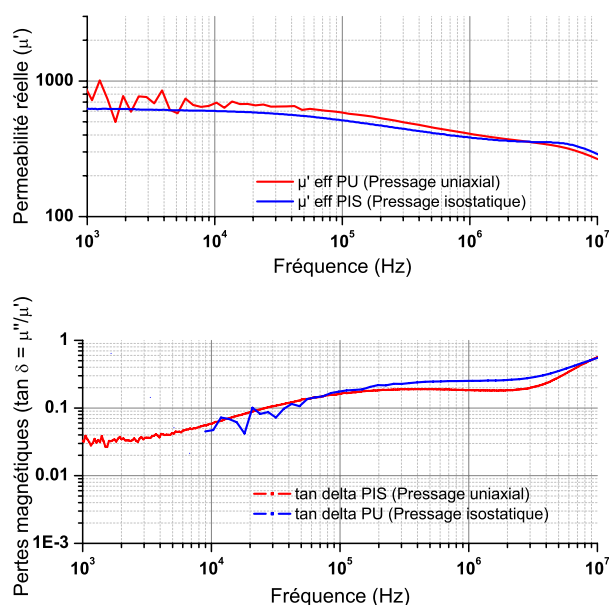 Permeabilité réelle (µ')
1000
100
µ' eff PU (Pressage uniaxial)
µ' eff PIS (Pressage isostatique)
10³ 10⁴ 10⁵ 10⁶ 10⁷
Fréquence (Hz)
Pertes magnétiques (tan δ = µ''/µ')
1
0.1
0.01
1E-3
tan delta PIS (Pressage uniaxial)
tan delta PU (Pressage isostatique)
10³ 10⁴ 10⁵ 10⁶ 10⁷
Fréquence (Hz)